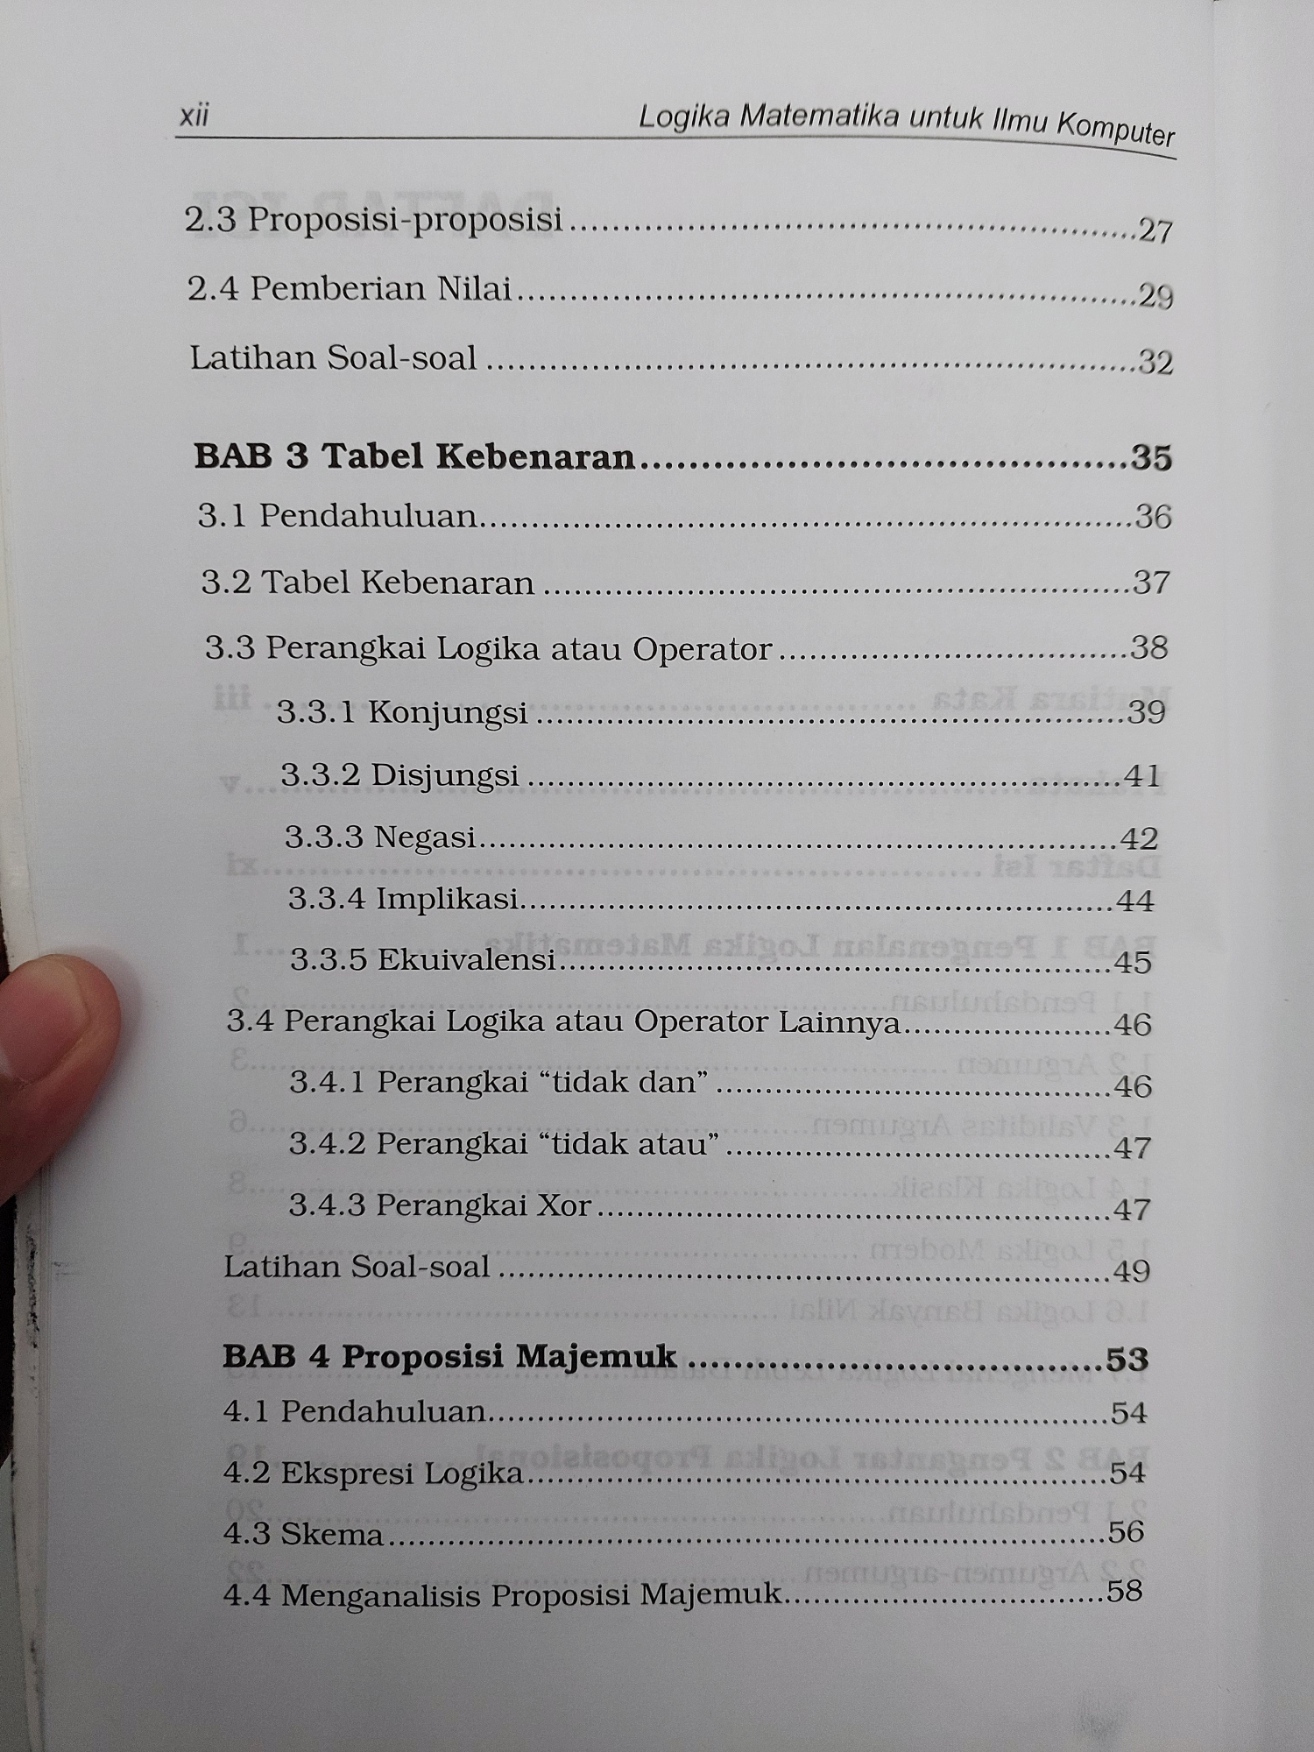 xii Logika Matematika untuk Ilmu Komputer
2.3 Proposisi-proposisi ........................................................27
2.4 Pemberian Nilai.............................................................29
Latihan Soal-soal ................................................................32
BAB 3 Tabel Kebenaran........................................35
3.1 Pendahuluan................................................................36
3.2 Tabel Kebenaran ..........................................................37
3.3 Perangkai Logika atau Operator ..................................38
3.3.1 Konjungsi ..........................................................39
3.3.2 Disjungsi ...........................................................41
3.3.3 Negasi................................................................42
3.3.4 Implikasi............................................................44
3.3.5 Ekuivalensi........................................................45
3.4 Perangkai Logika atau Operator Lainnya....................46
3.4.1 Perangkai “tidak dan” .......................................46
3.4.2 Perangkai “tidak atau” ......................................47
3.4.3 Perangkai Xor ...................................................47
Latihan Soal-soal ............................................................49
BAB 4 Proposisi Majemuk ....................................53
4.1 Pendahuluan.............................................................54
4.2 Ekspresi Logika.........................................................54
4.3 Skema.......................................................................56
4.4 Menganalisis Proposisi Majemuk...............................58